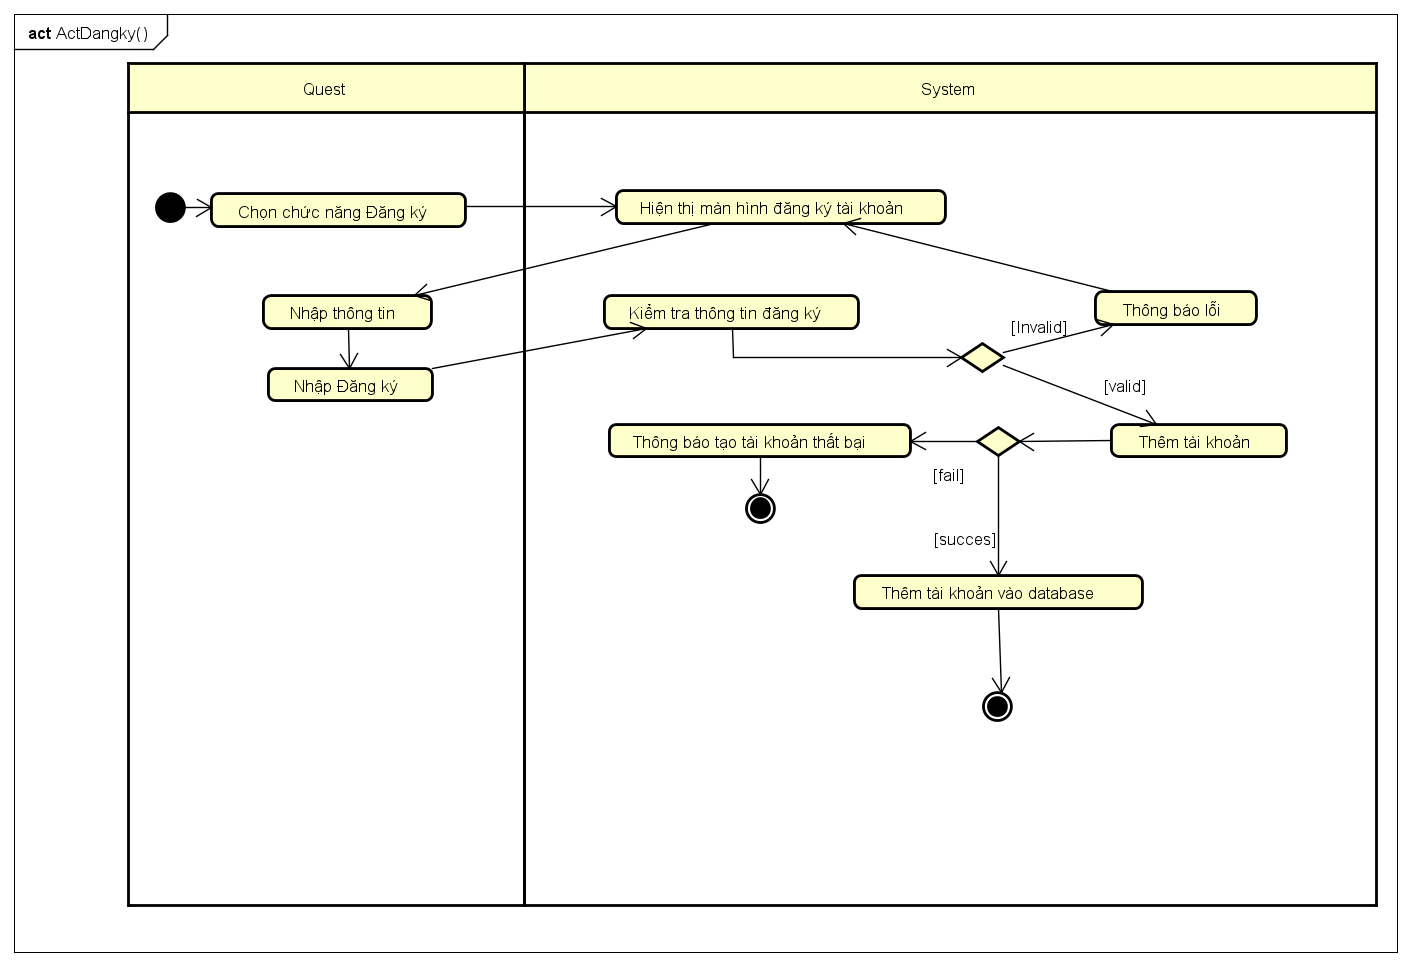 act ActDangky()
Quest
System
Chọn chức năng Đăng ký
Hiện thị màn hình đăng ký tài khoản
Nhập thông tin
Kiểm tra thông tin đăng ký
Thông báo lỗi
[Invalid]
Nhập Đăng ký
[valid]
Thông báo tạo tài khoản thất bại
Thêm tài khoản
[fail]
[succes]
Thêm tài khoản vào database